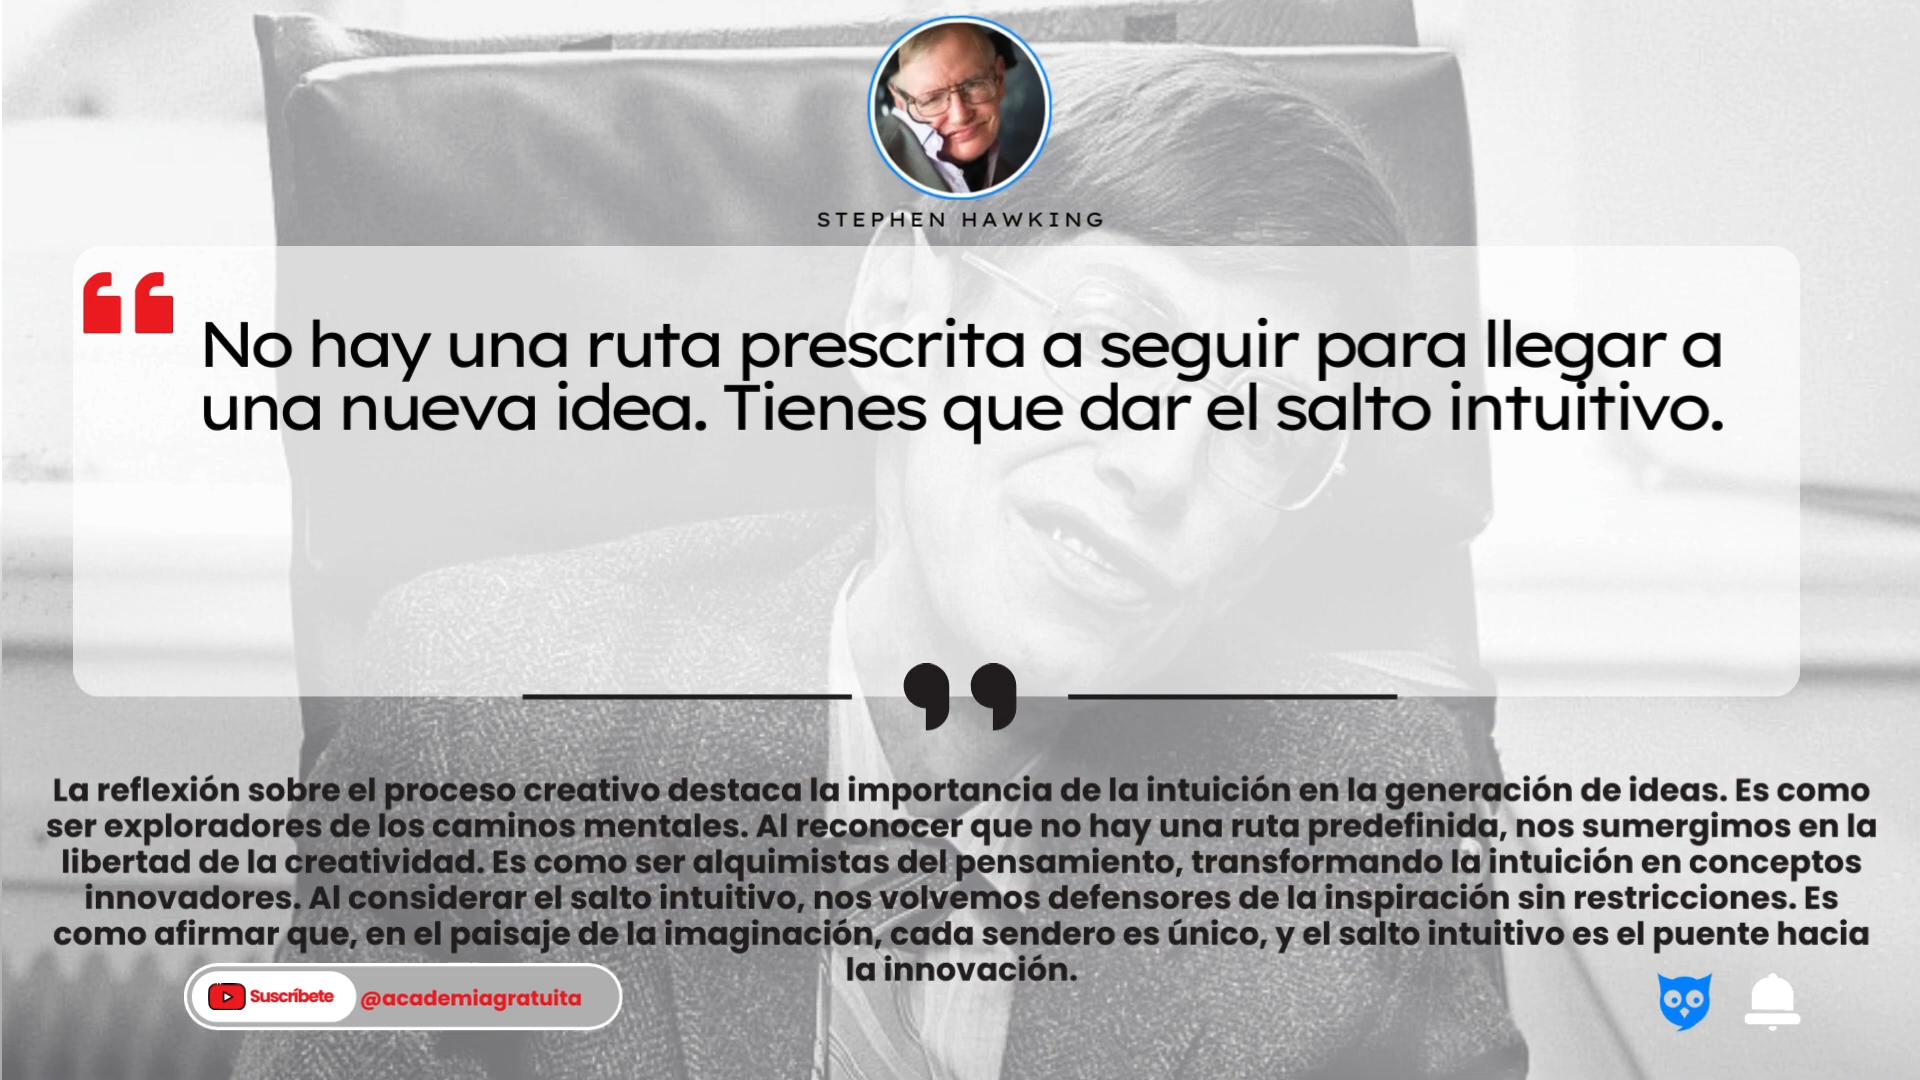 STEPHEN HAWKING
No hay una ruta prescrita a seguir para llegar a
una nueva idea. Tienes que dar el salto intuitivo.
La reflexión sobre el proceso creativo destaca la importancia de la intuición en la generación de ideas. Es como
ser exploradores de los caminos mentales. Al reconocer que no hay una ruta predefinida, nos sumergimos en la
libertad de la creatividad. Es como ser alquimistas del pensamiento, transformando la intuición en conceptos
innovadores. Al considerar el salto intuitivo, nos volvemos defensores de la inspiración sin restricciones. Es
como afirmar que, en el paisaje de la imaginación, cada sendero es único, y el salto intuitivo es el puente hacia
la innovación.
Suscríbete @academiagratuita